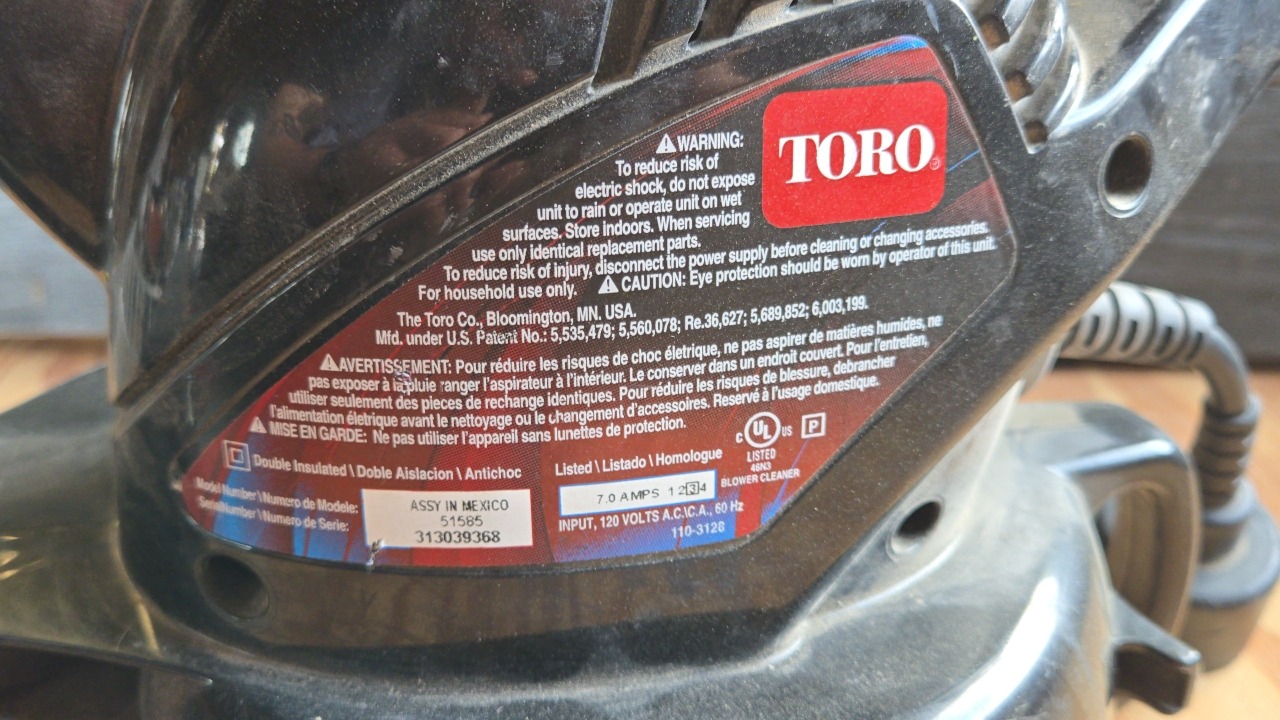 TORO
⚠WARNING:
To reduce risk of
electric shock, do not expose
unit to rain or operate unit on wet
surfaces. Store indoors. When servicing
use only identical replacement parts.
To reduce risk of injury, disconnect the power supply before cleaning or changing accessories.
For household use only. ⚠ CAUTION: Eye protection should be worn by operator of this unit.
The Toro Co., Bloomington, MN. USA.
Mfd. under U.S. Patent No.: 5,535,479; 5,560,078; Re.36,627; 5,689,852; 6,003,199.
⚠AVERTISSEMENT: Pour réduire les risques de choc életrique, ne pas aspirer de matières humides, ne
pas exposer à pluie ranger l'aspirateur à l'intérieur. Le conserver dans un endroit couvert. Pour l'entretien,
utiliser seulement des pieces de rechange identiques. Pour réduire les risques de blessure, debrancher
l'alimentation életrique avant le nettoyage ou le changement d'accessoires. Reservé à l'usage domestique.
⚠ MISE EN GARDE: Ne pas utiliser l'appareil sans lunettes de protection.
Double Insulated \ Doble Aislacion \ Antichoc
Model Number \ Numero de Modele:
Serial Number \ Numero de Serie:
ASSY IN MEXICO
51585
313039368
Listed \ Listado \ Homologue
7.0 AMPS 1234
INPUT, 120 VOLTS A.C.\C.A., 60 Hz
110-3128
C UL US P
LISTED
46N3
BLOWER CLEANER